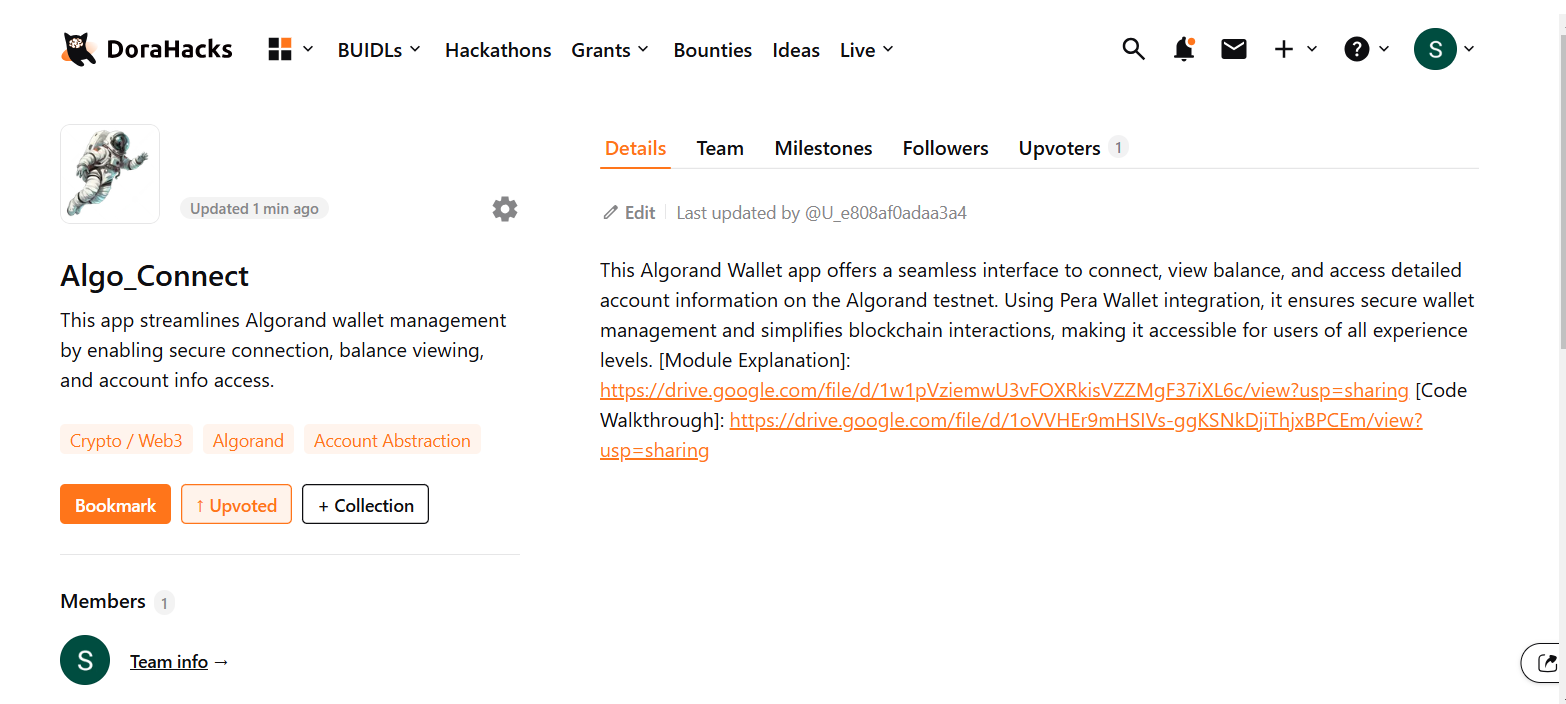 DoraHacks BUIDLs Hackathons Grants Bounties Ideas Live S
Updated 1 min ago
Algo_Connect
This app streamlines Algorand wallet management
by enabling secure connection, balance viewing,
and account info access.
Crypto / Web3 Algorand Account Abstraction
Bookmark ↑ Upvoted + Collection
Members 1
S Team info →
Details Team Milestones Followers Upvoters 1
Edit Last updated by @U_e808af0adaa3a4
This Algorand Wallet app offers a seamless interface to connect, view balance, and access detailed
account information on the Algorand testnet. Using Pera Wallet integration, it ensures secure wallet
management and simplifies blockchain interactions, making it accessible for users of all experience
levels. [Module Explanation]:
https://drive.google.com/file/d/1w1pVziemwU3vFOXRkisVZZMgF37iXL6c/view?usp=sharing [Code
Walkthrough]: https://drive.google.com/file/d/1oVVHEr9mHSIVs-ggKSNkDjiThjxBPCEm/view?
usp=sharing